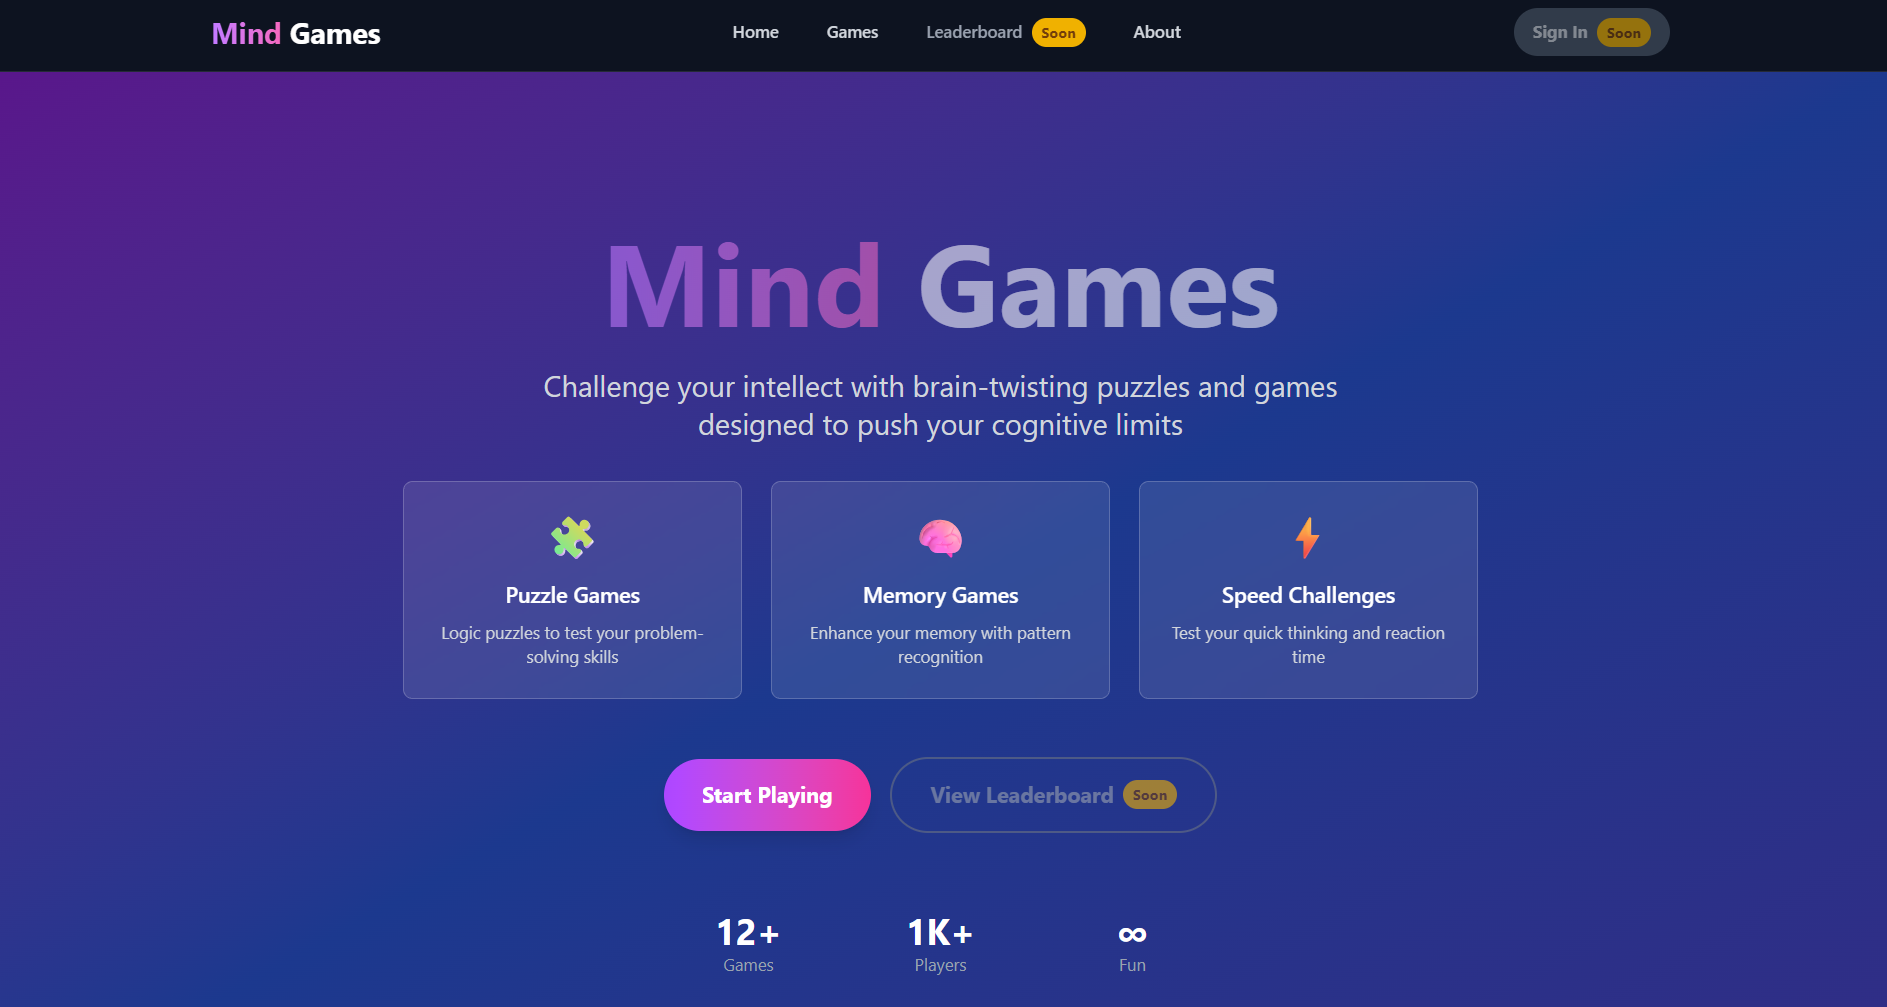 Mind Games
Home
Games
Leaderboard Soon
About
Sign In Soon
Mind Games
Challenge your intellect with brain-twisting puzzles and games
designed to push your cognitive limits
Puzzle Games
Logic puzzles to test your problem-
solving skills
Memory Games
Enhance your memory with pattern
recognition
Speed Challenges
Test your quick thinking and reaction
time
Start Playing
View Leaderboard Soon
12+
Games
1K+
Players
∞
Fun